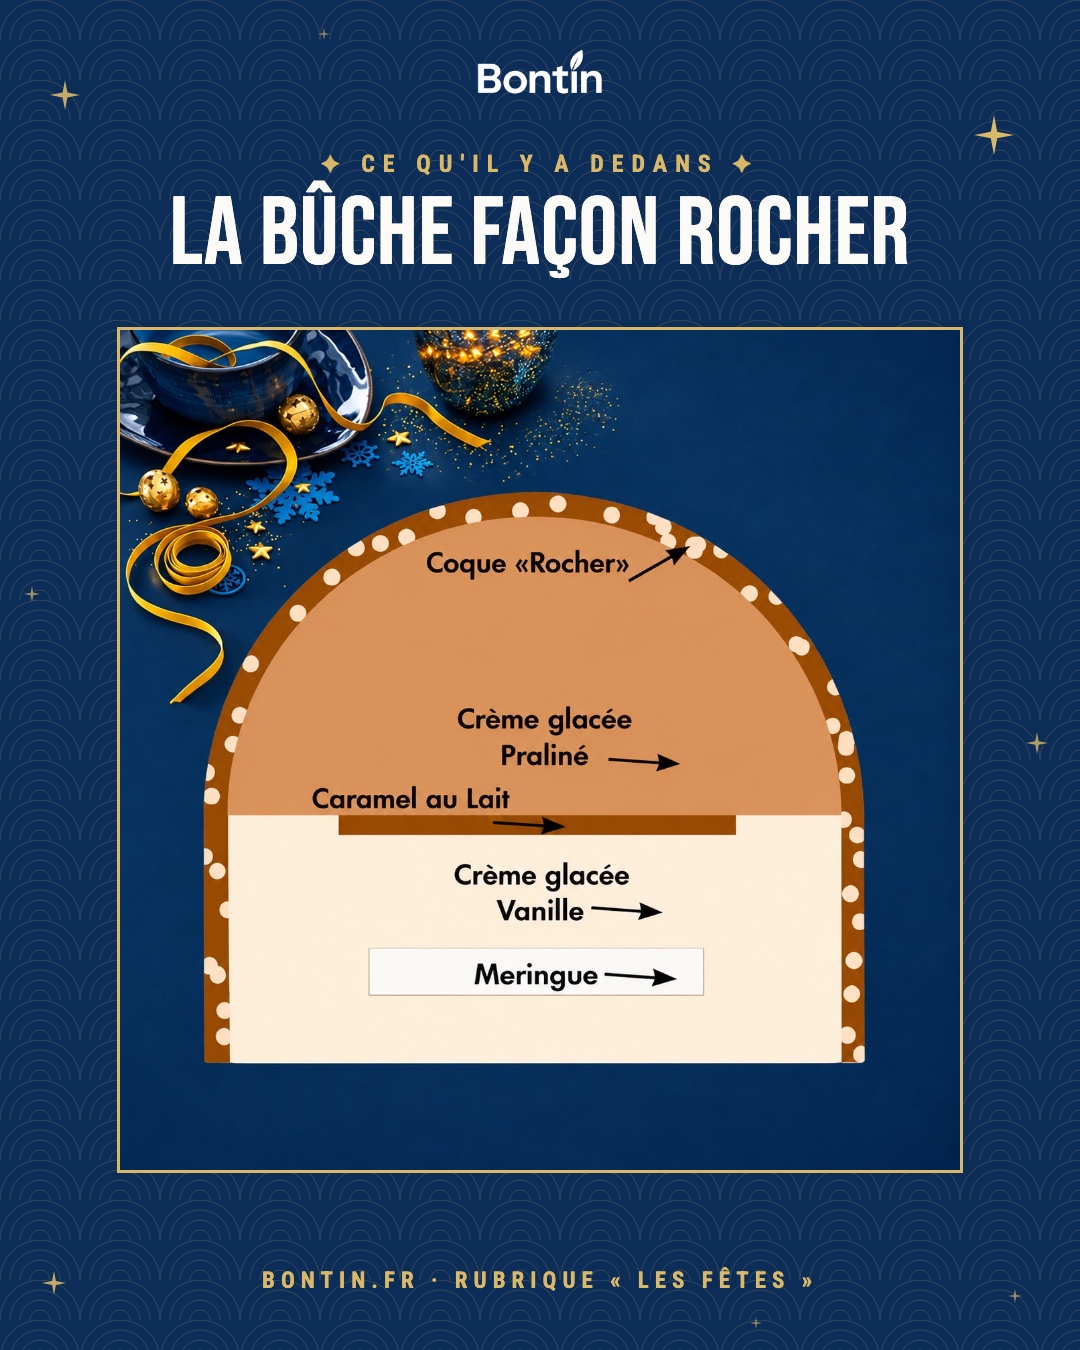 Bontin
CE QU'IL Y A DEDANS
LA BÛCHE FAÇON ROCHER
Coque «Rocher»
Crème glacée
Praliné
Caramel au Lait
Crème glacée
Vanille
Meringue
BONTIN.FR · RUBRIQUE « LES FÊTES »